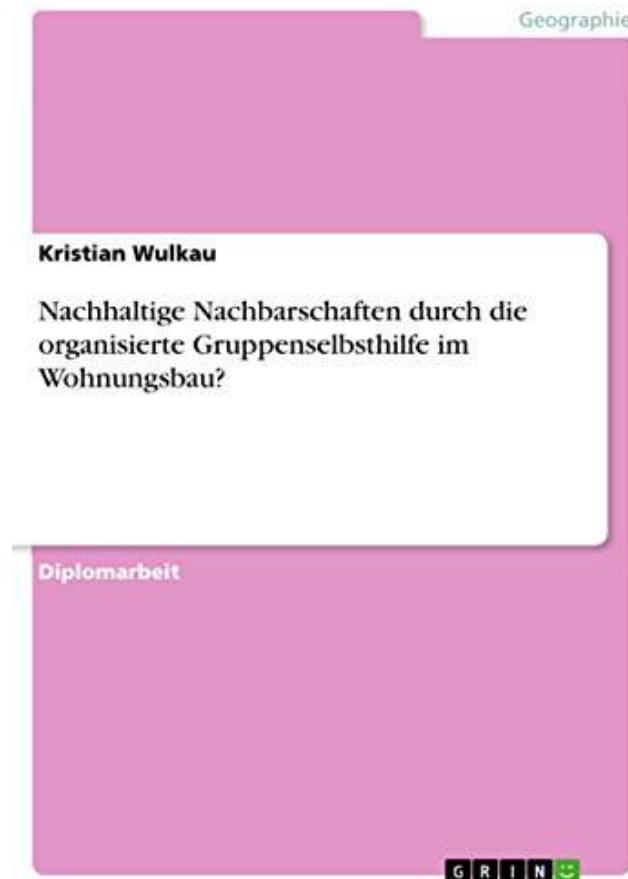 Geographie
Kristian Wulkau
Nachhaltige Nachbarschaften durch die
organisierte Gruppenselbsthilfe im
Wohnungsbau?
Diplomarbeit
GRIN